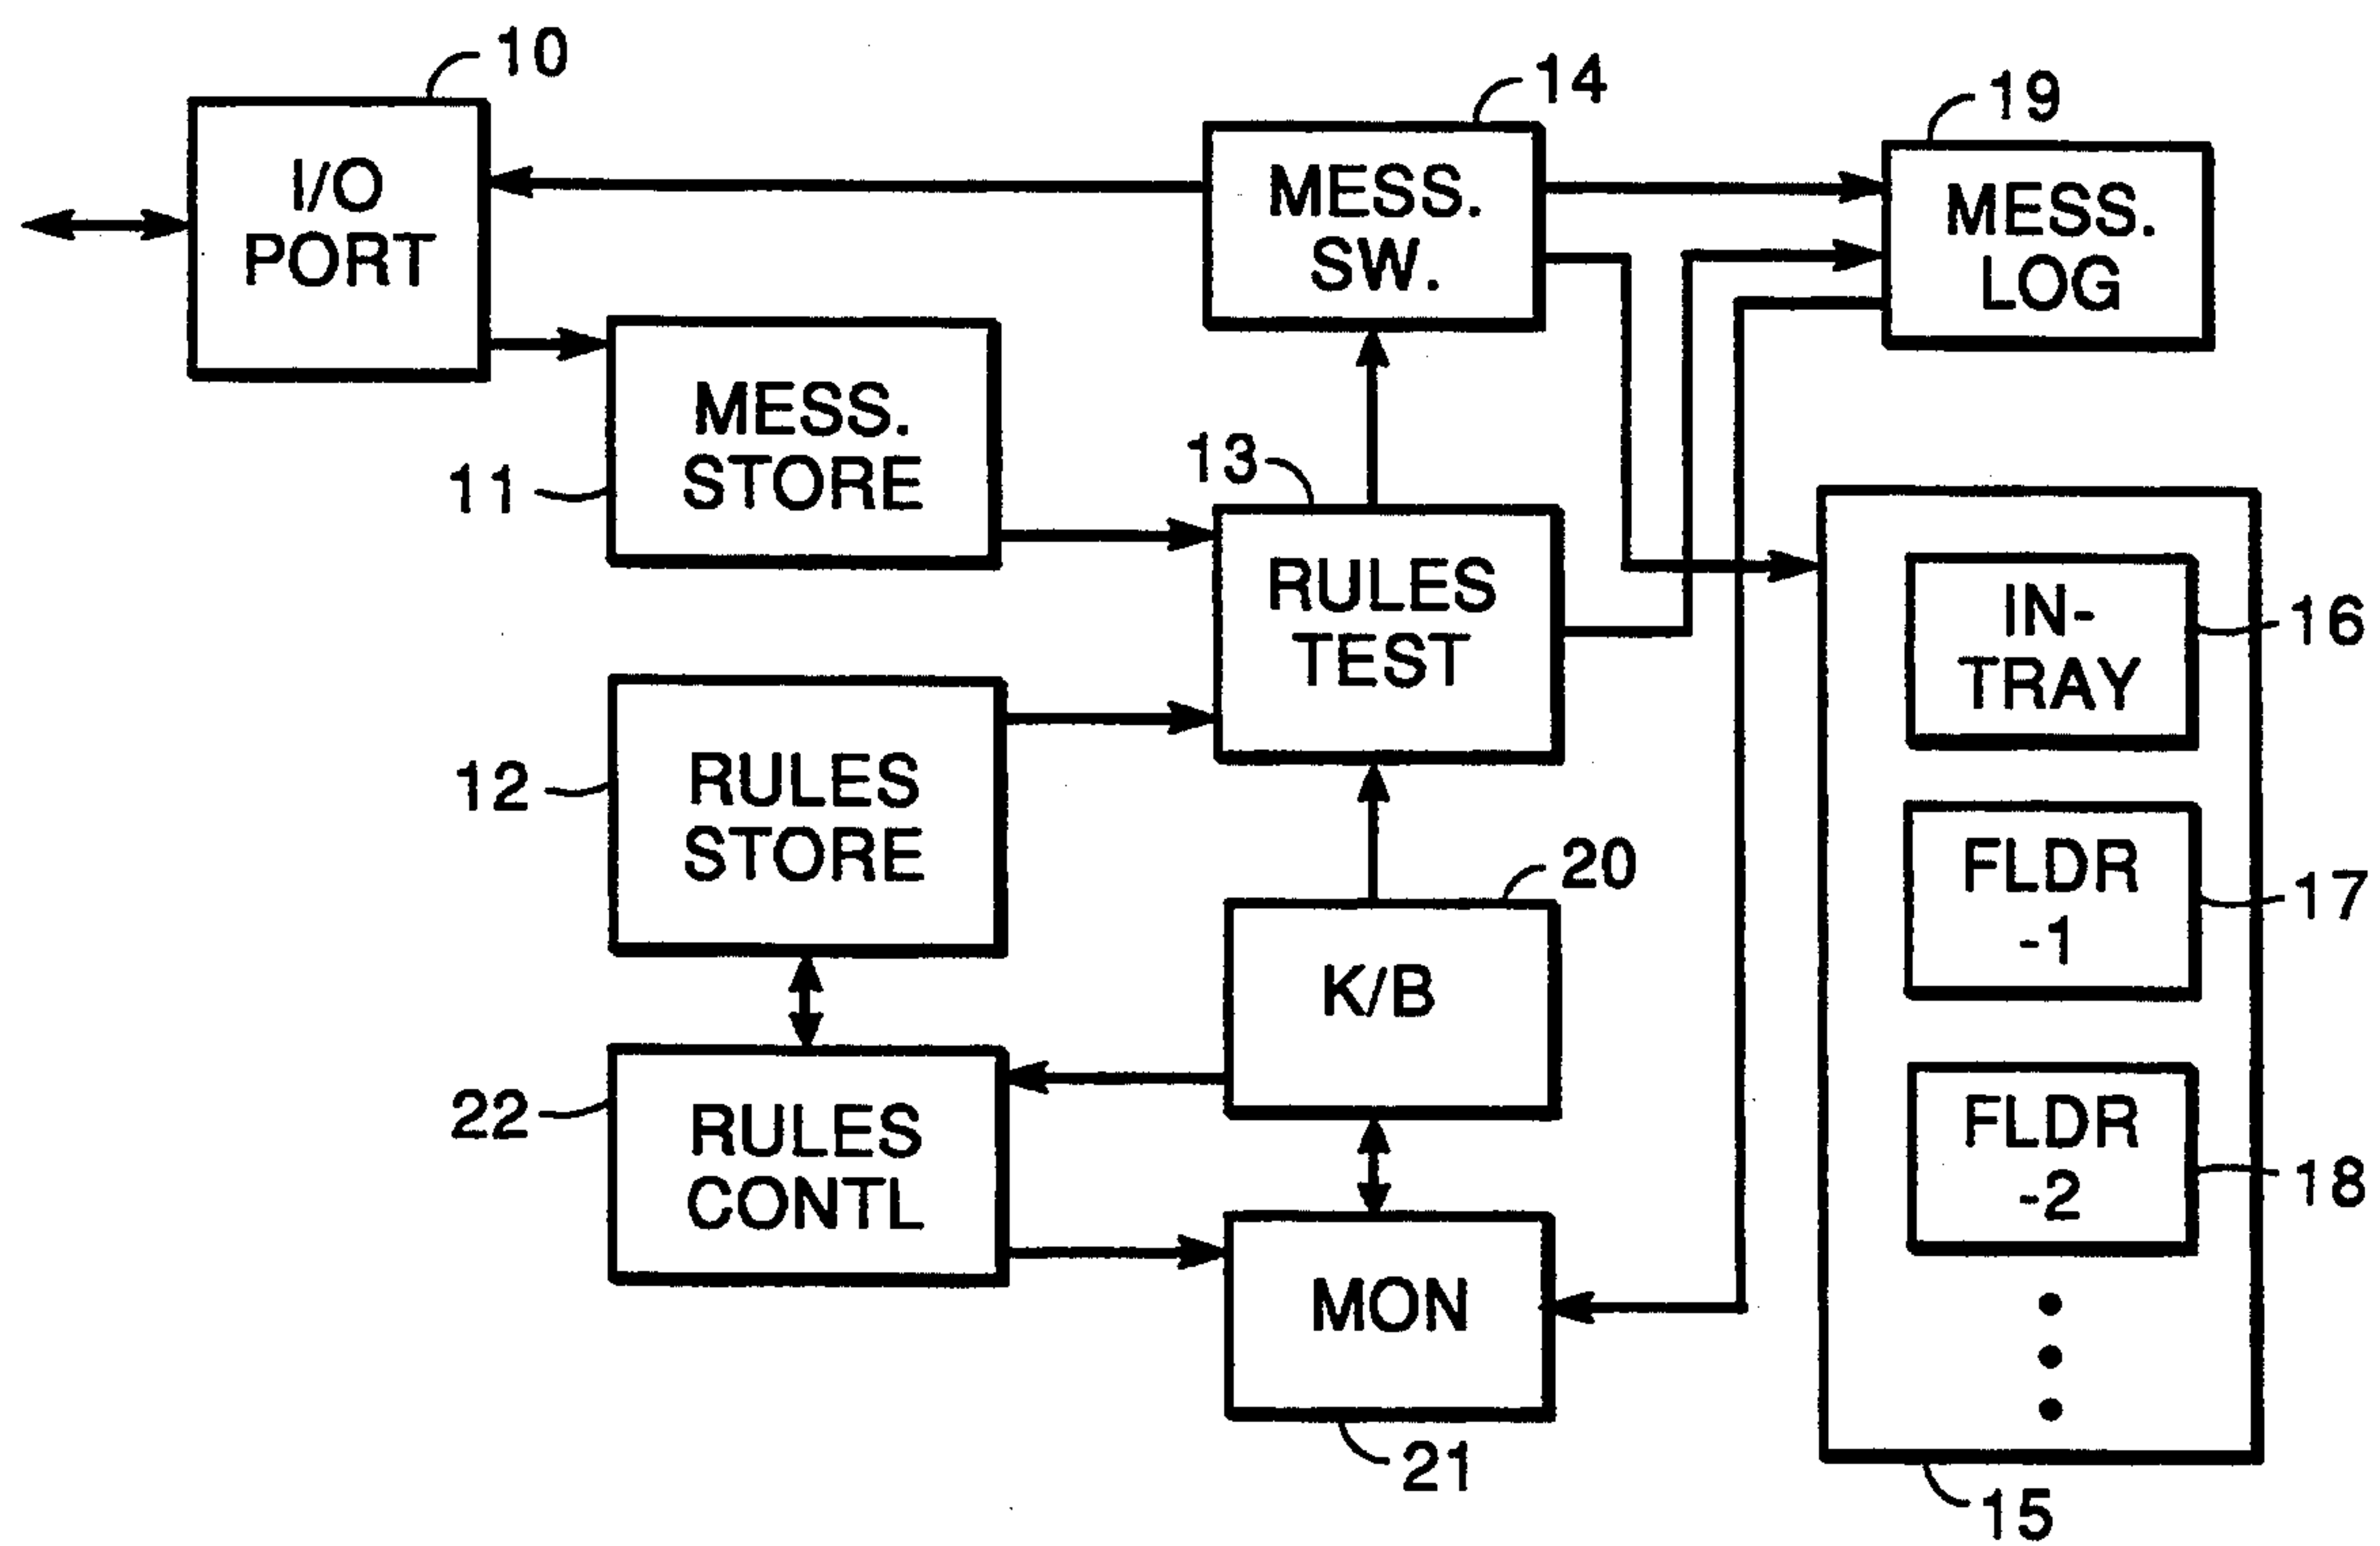 10
I/O
PORT
14
MESS.
SW.
19
MESS.
LOG
11
MESS.
STORE
13
RULES
TEST
12
RULES
STORE
20
K/B
22
RULES
CONTL
MON
21
IN-
TRAY
16
FLDR
-1
17
FLDR
-2
18
15